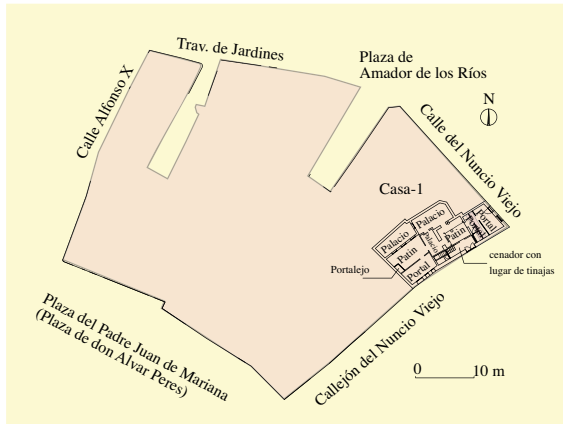 Trav. de Jardines
Plaza de
Amador de los Ríos
Calle Alfonso X
N
Calle del Nuncio Viejo
Casa-1
Palacio
Portal
Palacio
Patin
Portal
Palacio
Patin
Portal
Portalejo
cenador con
lugar de tinajas
Plaza del Padre Juan de Mariana
(Plaza de don Alvar Peres)
Callejón del Nuncio Viejo
0 10 m